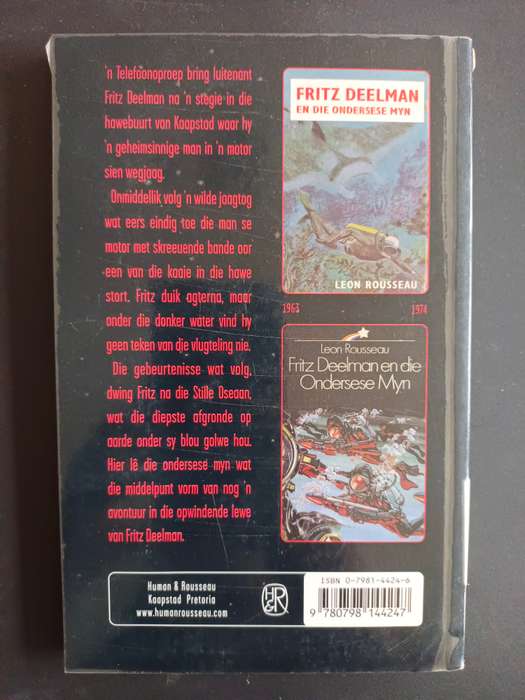 'n Telefoonoproep bring luitenant
Fritz Deelman na 'n stegie in die
hawebuurt van Kaapstad waar hy
'n geheimsinnige man in 'n motor
sien wegjaag.
Onmiddellik volg 'n wilde jaagtog
wat eers eindig toe die man se
motor met skreeuende bande oor
een van die kaaie in die hawe
stort. Fritz duik agterna, maar
onder die donker water vind hy
geen teken van die vlugteling nie.
Die gebeurtenisse wat volg,
dwing Fritz na die Stille Oseaan,
wat die diepste afgronde op
aarde onder sy blou golwe hou.
Hier lê die ondersese myn wat
die middelpunt vorm van nog 'n
avontuur in die opwindende lewe
van Fritz Deelman.
FRITZ DEELMAN
EN DIE ONDERSESE MYN
LEON ROUSSEAU
1963 1974
Leon Rousseau
Fritz Deelman en die
Ondersese Myn
Human & Rousseau
Kaapstad Pretoria
www.humanrousseau.com
H&R
ISBN 0-7981-4424-6
9 780798 144247